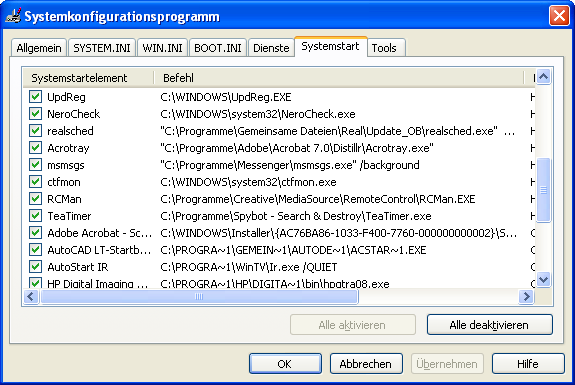 Systemkonfigurationsprogramm
Allgemein SYSTEM.INI WIN.INI BOOT.INI Dienste Systemstart Tools
Systemstartelement Befehl
UpdReg C:\WINDOWS\UpdReg.EXE H
NeroCheck C:\WINDOWS\system32\NeroCheck.exe H
realsched "C:\Programme\Gemeinsame Dateien\Real\Update_OB\realsched.exe" ... H
Acrotray "C:\Programme\Adobe\Acrobat 7.0\Distillr\Acrotray.exe" H
msmsgs "C:\Programme\Messenger\msmsgs.exe" /background H
ctfmon C:\WINDOWS\system32\ctfmon.exe H
RCMan C:\Programme\Creative\MediaSource\RemoteControl\RCMan.EXE H
TeaTimer C:\Programme\Spybot - Search & Destroy\TeaTimer.exe H
Adobe Acrobat - Sc... C:\WINDOWS\Installer\{AC76BA86-1033-F400-7760-000000000002}\S... C
AutoCAD LT-Startb... C:\PROGRA~1\GEMEIN~1\AUTODE~1\ACSTAR~1.EXE C
AutoStart IR C:\PROGRA~1\WinTV\Ir.exe /QUIET C
HP Digital Imaging ... C:\PROGRA~1\HP\DIGITA~1\bin\hpqtra08.exe C
Alle aktivieren Alle deaktivieren
OK Abbrechen Übernehmen Hilfe